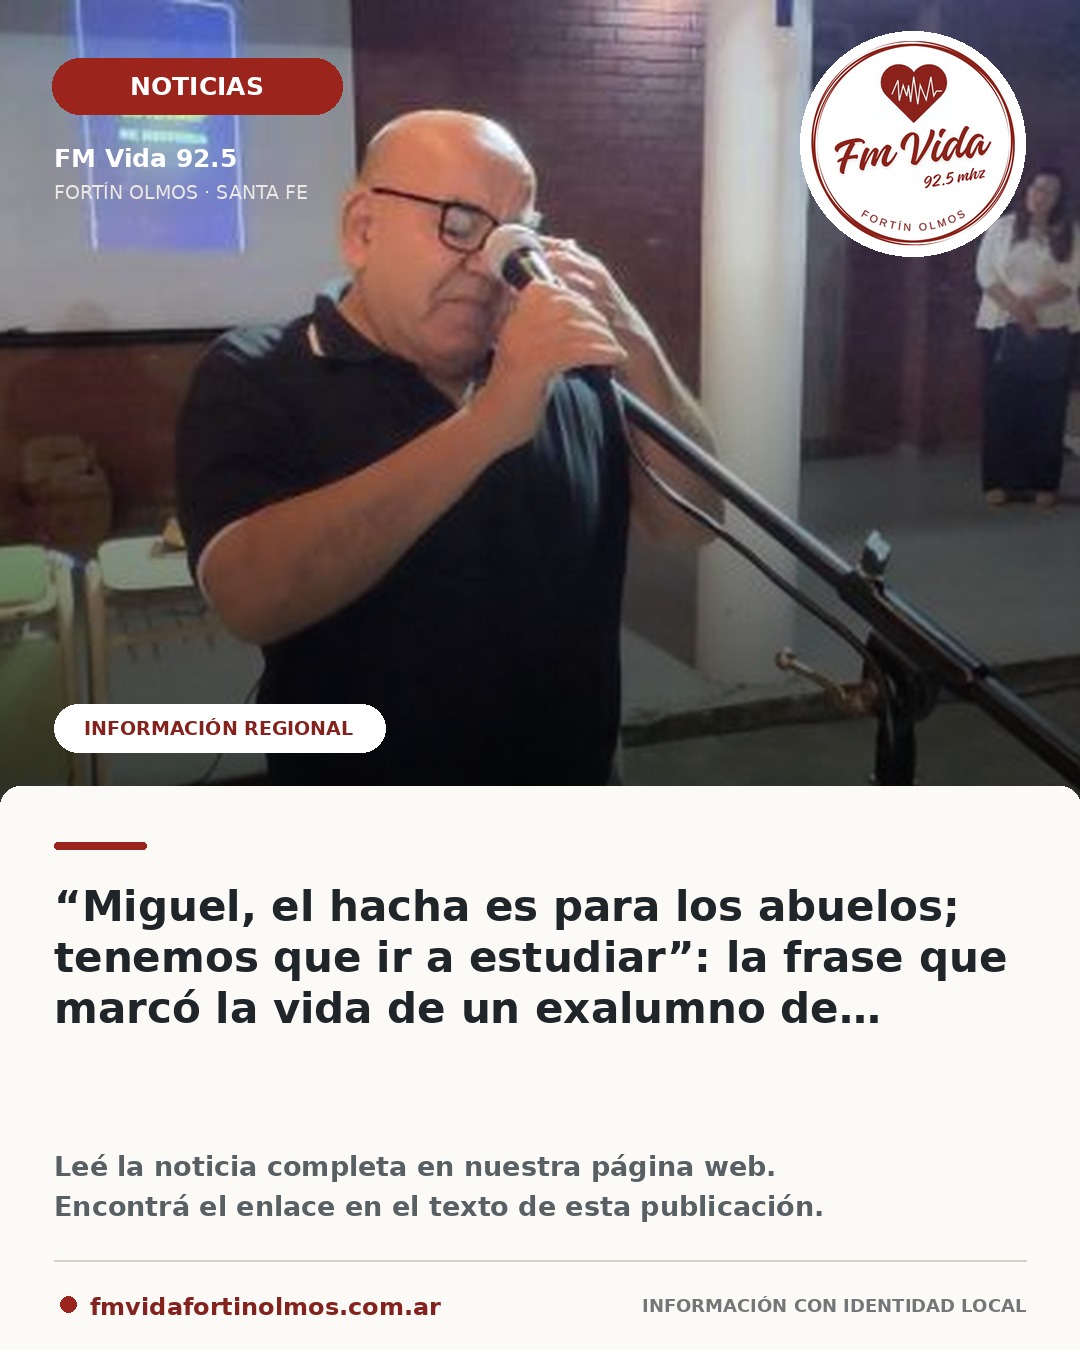 NOTICIAS
FM Vida 92.5
FORTÍN OLMOS · SANTA FE
Fm Vida
92.5 mhz
FORTÍN OLMOS
INFORMACIÓN REGIONAL
“Miguel, el hacha es para los abuelos;
tenemos que ir a estudiar”: la frase que
marcó la vida de un exalumno de...
Leé la noticia completa en nuestra página web.
Encontrá el enlace en el texto de esta publicación.
fmvidafortinolmos.com.ar
INFORMACIÓN CON IDENTIDAD LOCAL